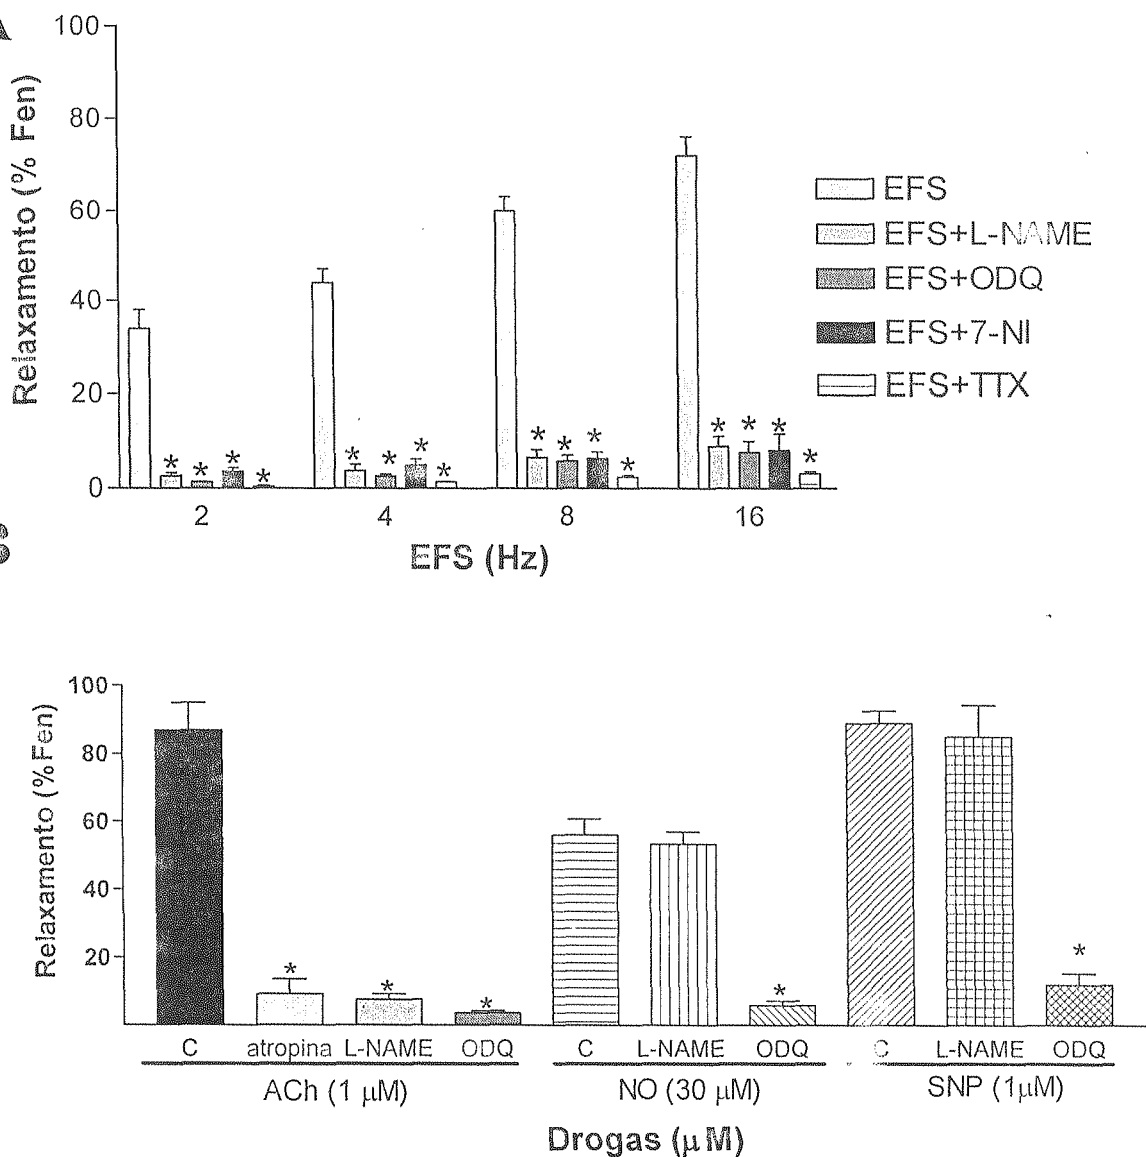 A
100
80
60
40
20
0
Relaxamento (% Fen)
* * * *
* * * *
* * * *
* * * *
2 4 8 16
EFS (Hz)
EFS
EFS+L-NAME
EFS+ODQ
EFS+7-NI
EFS+TTX
B
100
80
60
40
20
Relaxamento (%Fen)
* * * * *
C atropina L-NAME ODQ C L-NAME ODQ C L-NAME ODQ
ACh (1 μM) NO (30 μM) SNP (1μM)
Drogas (μM)